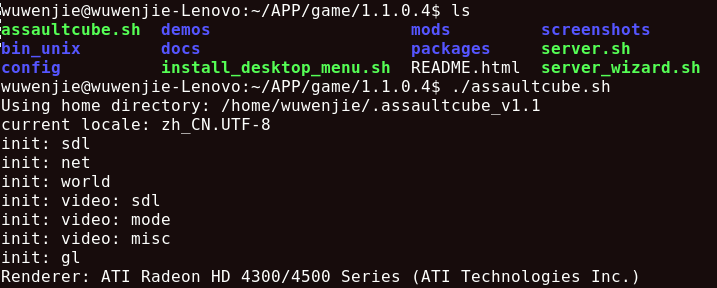 wuwenjie@wuwenjie-Lenovo:~/APP/game/1.1.0.4$ ls
assaultcube.sh  demos                    mods      screenshots
bin_unix        docs                     packages  server.sh
config          install_desktop_menu.sh  README.html  server_wizard.sh
wuwenjie@wuwenjie-Lenovo:~/APP/game/1.1.0.4$ ./assaultcube.sh
Using home directory: /home/wuwenjie/.assaultcube_v1.1
current locale: zh_CN.UTF-8
init: sdl
init: net
init: world
init: video: sdl
init: video: mode
init: video: misc
init: gl
Renderer: ATI Radeon HD 4300/4500 Series (ATI Technologies Inc.)